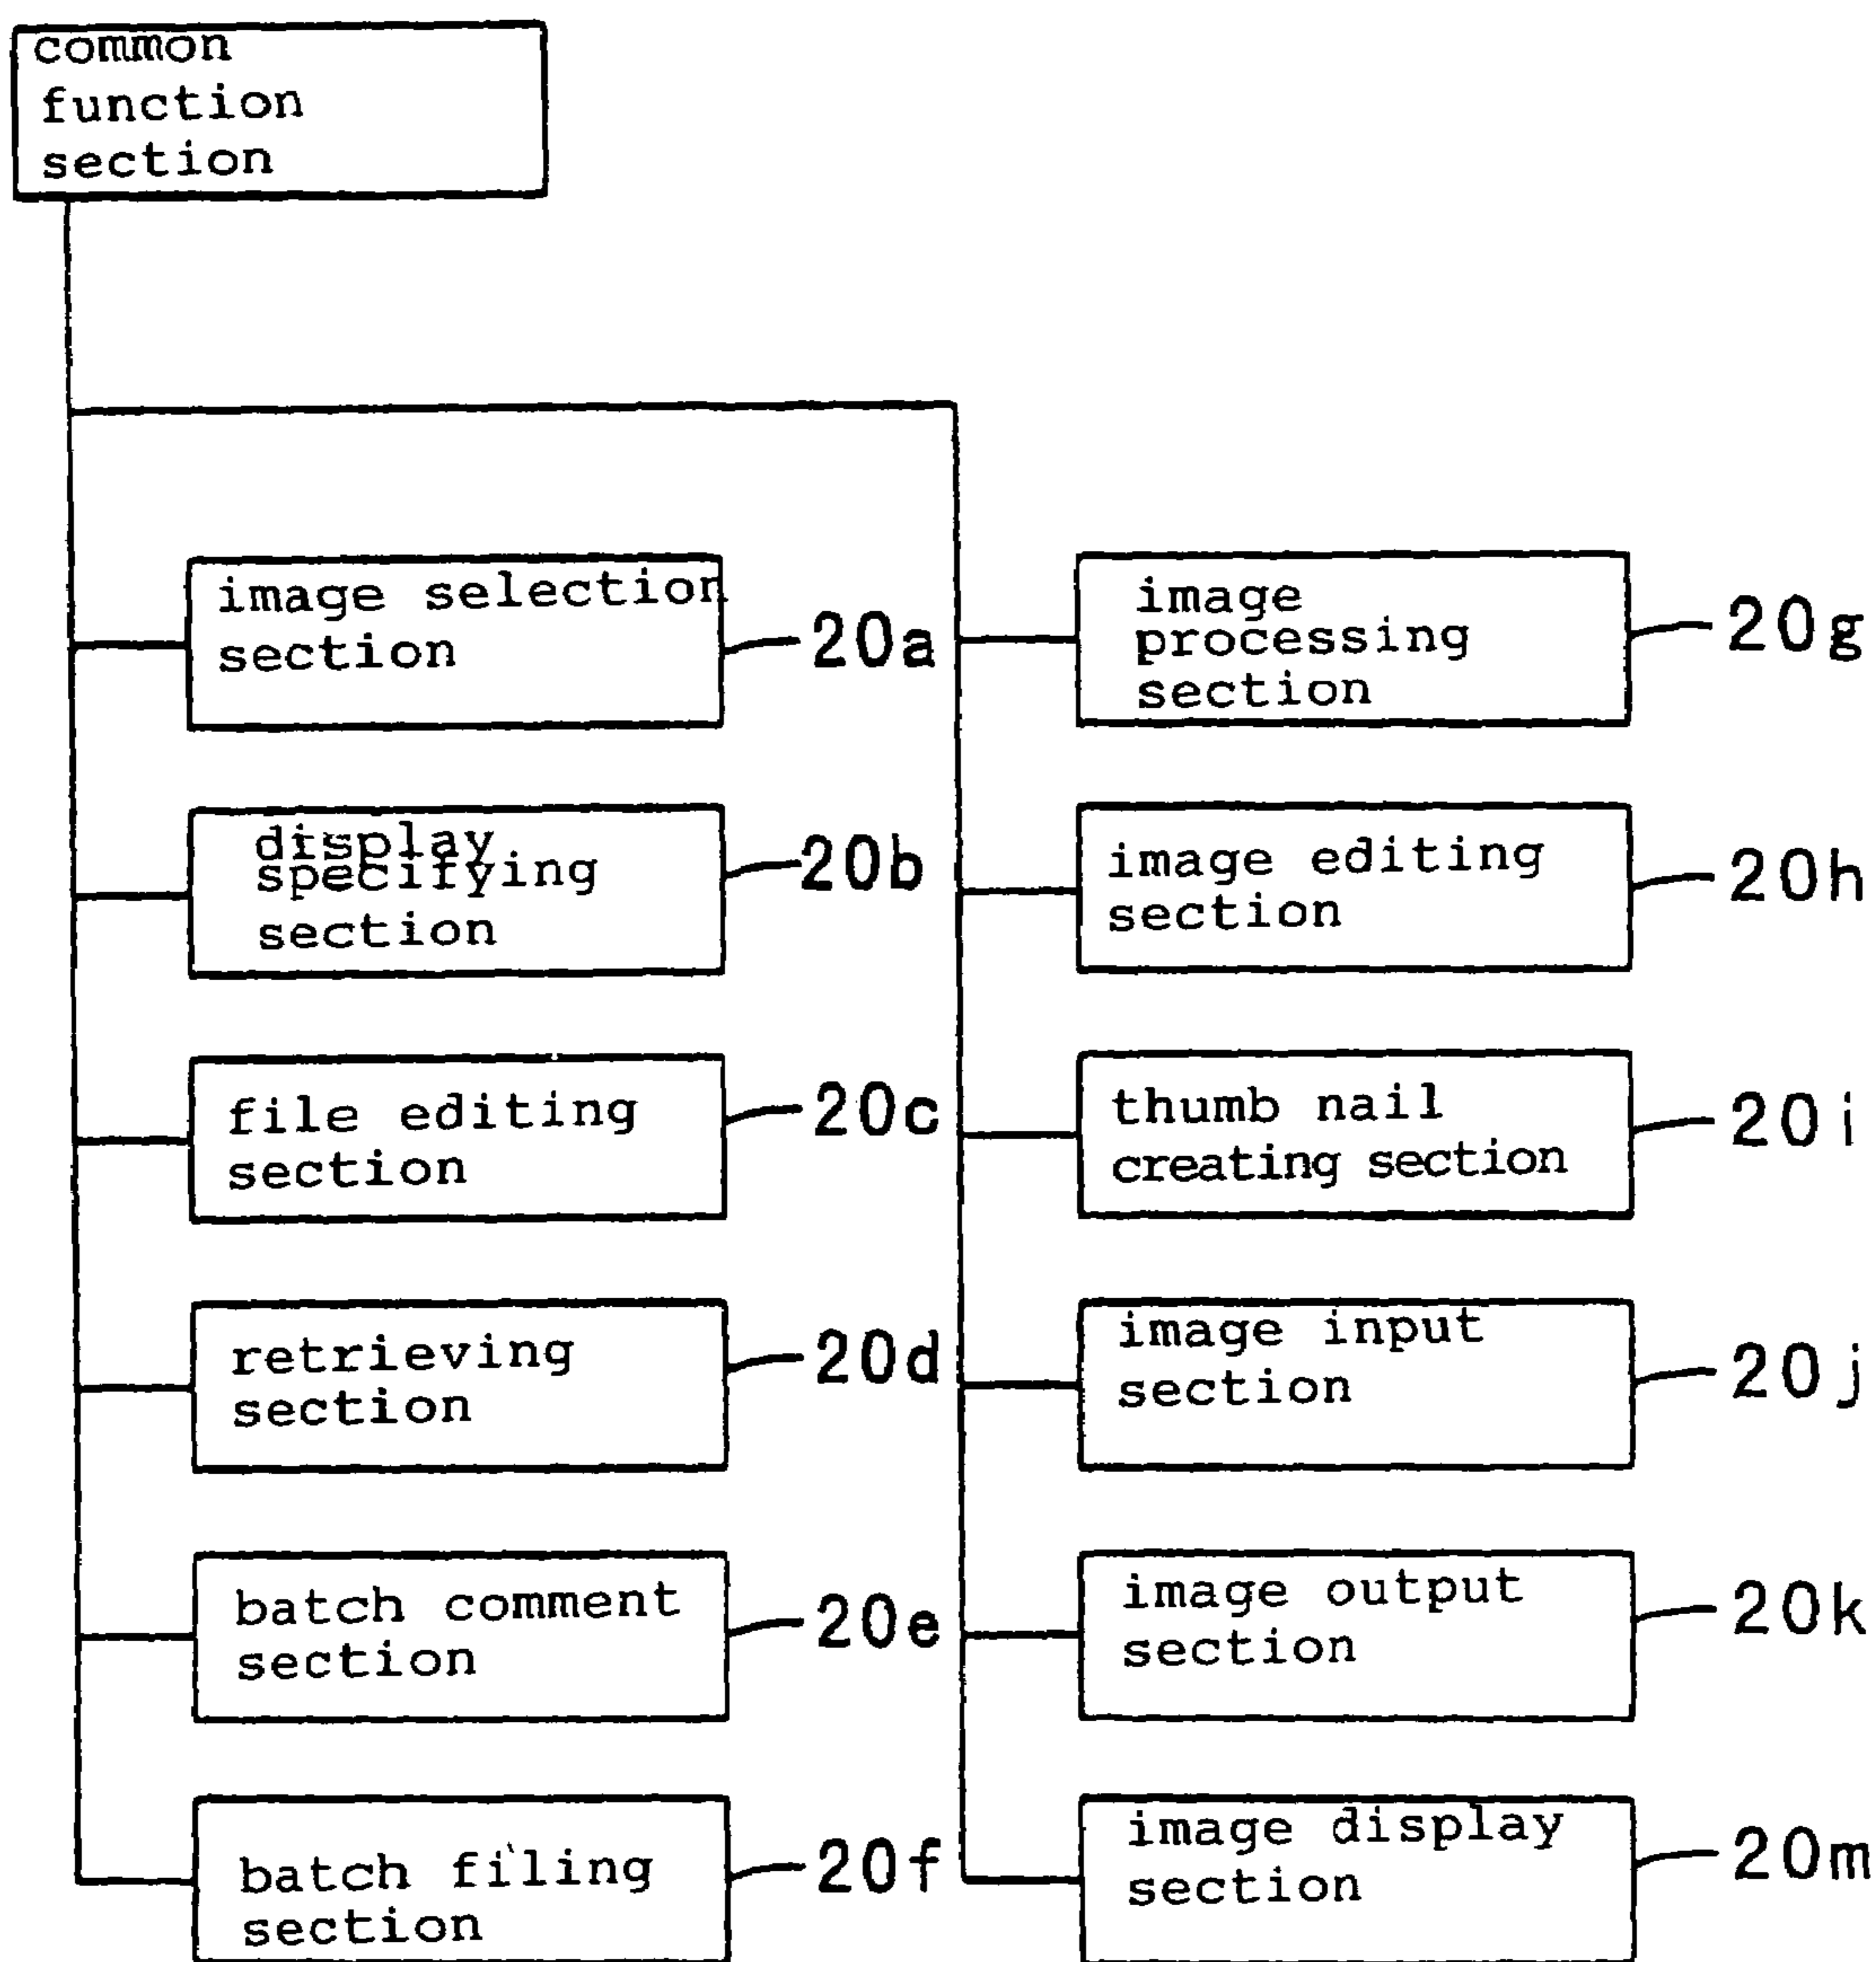 common
function
section
image selection
section
20a
display
specifying
section
20b
file editing
section
20c
retrieving
section
20d
batch comment
section
20e
batch filing
section
20f
image
processing
section
20g
image editing
section
20h
thumb nail
creating section
20i
image input
section
20j
image output
section
20k
image display
section
20m